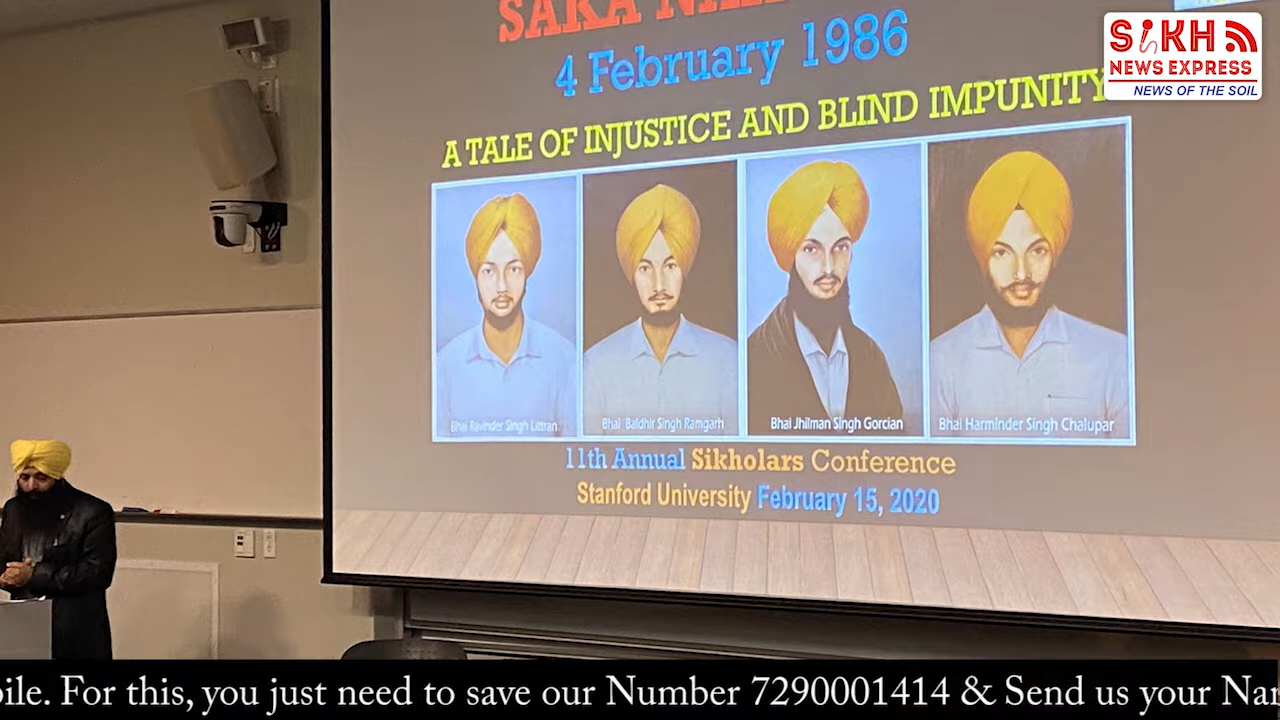 SAKA
4 February 1986
A TALE OF INJUSTICE AND BLIND IMPUNITY
Bhai Ravinder Singh Littran
Bhai Baldhir Singh Ramgarh
Bhai Jhilman Singh Gorcian
Bhai Harminder Singh Chalupar
11th Annual Sikholars Conference
Stanford University February 15, 2020
SiKH
NEWS EXPRESS
NEWS OF THE SOIL
. For this, you just need to save our Number 7290001414 & Send us your